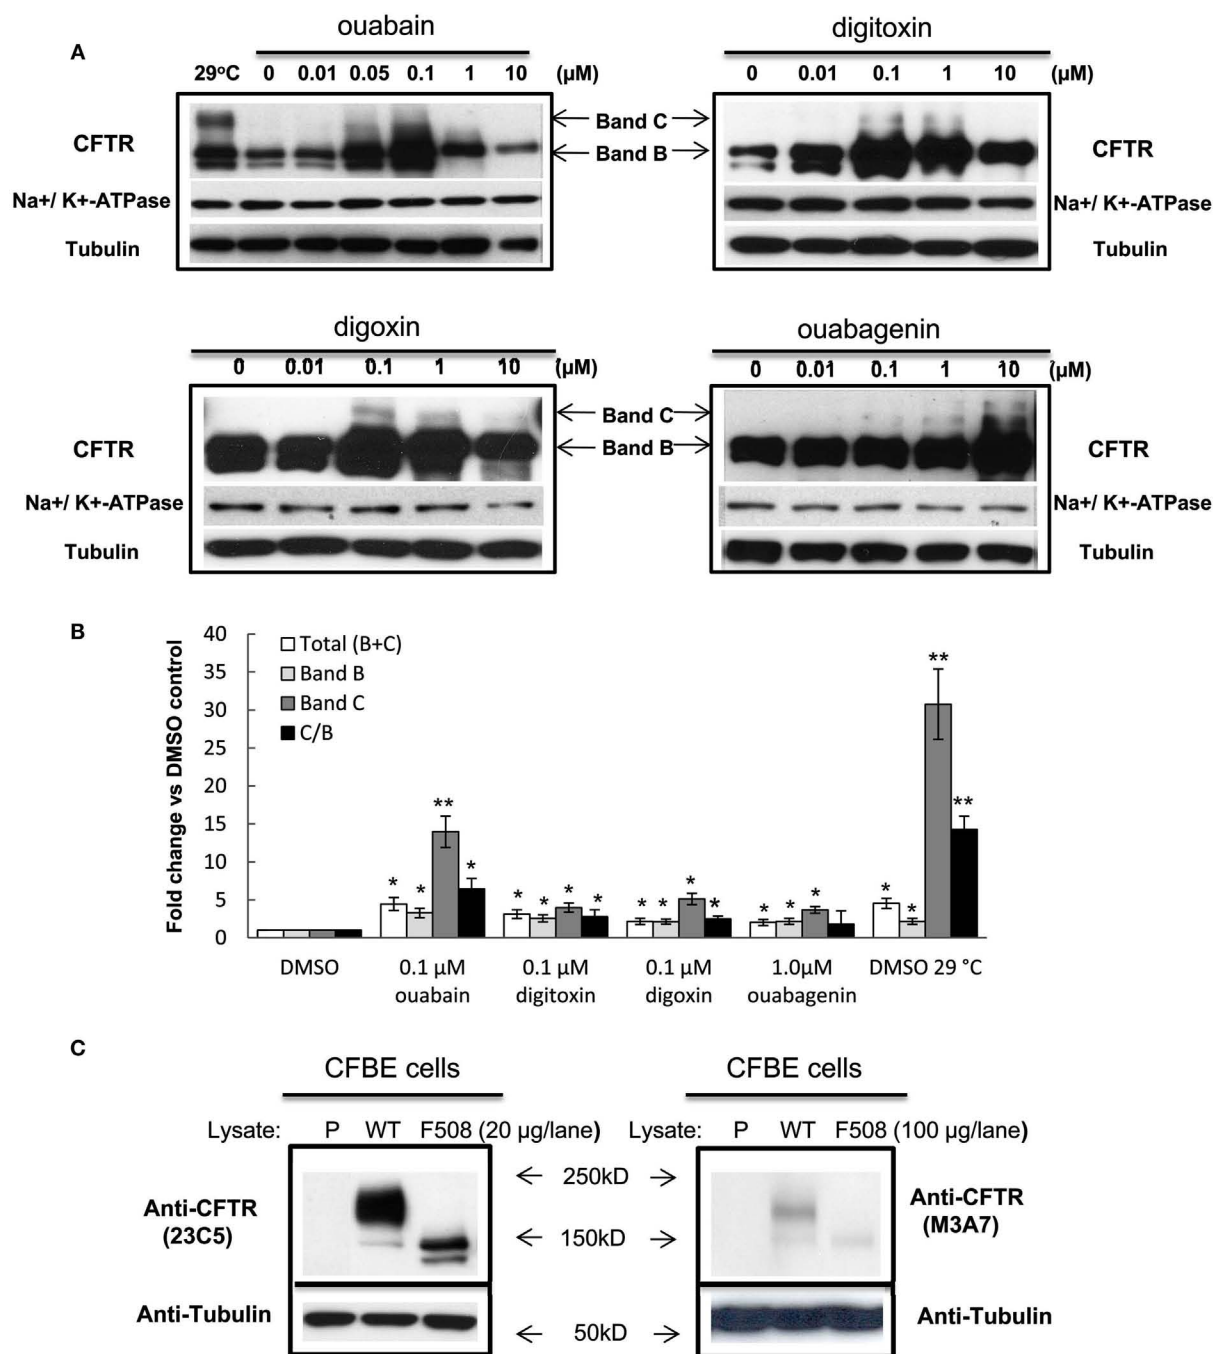 A
ouabain
29ºC 0 0.01 0.05 0.1 1 10 (µM)
CFTR
Na+/ K+-ATPase
Tubulin
Band C
Band B
digitoxin
0 0.01 0.1 1 10 (µM)
CFTR
Na+/ K+-ATPase
Tubulin
digoxin
0 0.01 0.1 1 10 (µM)
CFTR
Na+/ K+-ATPase
Tubulin
Band C
Band B
ouabagenin
0 0.01 0.1 1 10 (µM)
CFTR
Na+/ K+-ATPase
Tubulin
B
Fold change vs DMSO control
40
35
30
25
20
15
10
5
0
Total (B+C)
Band B
Band C
C/B
* * ** *
* * * *
* * * *
* * *
* * ** **
DMSO
0.1 µM
ouabain
0.1 µM
digitoxin
0.1 µM
digoxin
1.0µM
ouabagenin
DMSO 29 °C
C
CFBE cells
Lysate: P WT F508 (20 µg/lane)
Anti-CFTR
(23C5)
Anti-Tubulin
250kD
150kD
50kD
CFBE cells
Lysate: P WT F508 (100 µg/lane)
Anti-CFTR
(M3A7)
Anti-Tubulin